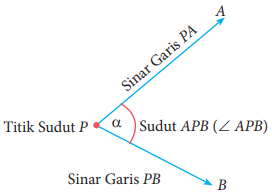 A
Sinar Garis PA
Titik Sudut P
α
Sudut APB (∠ APB)
Sinar Garis PB
B